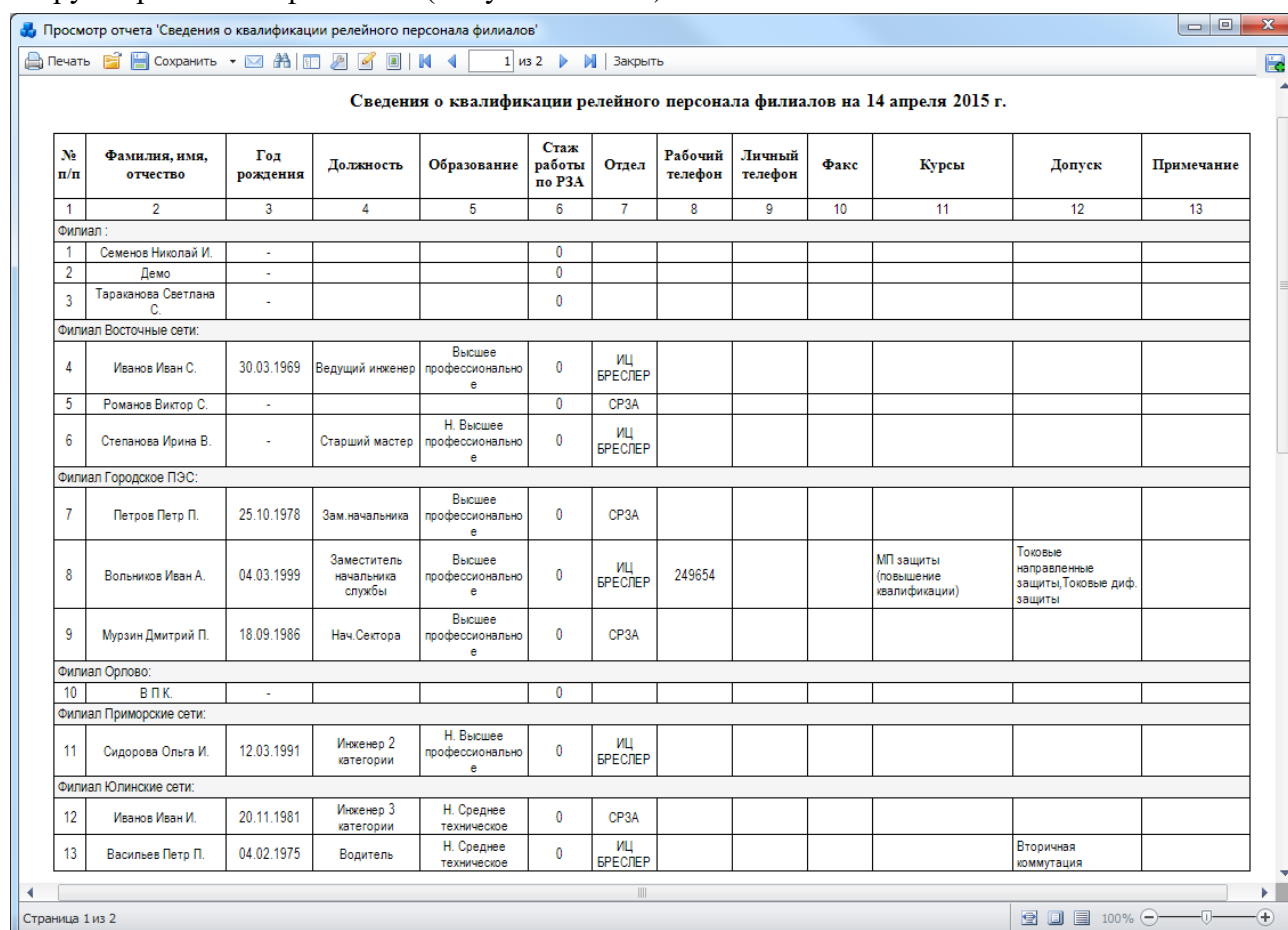 Просмотр отчета 'Сведения о квалификации релейного персонала филиалов'
Печать Сохранить 1 из 2 Закрыть
Сведения о квалификации релейного персонала филиалов на 14 апреля 2015 г.
№ п/п Фамилия, имя, отчество Год рождения Должность Образование Стаж работы по РЗА Отдел Рабочий телефон Личный телефон Факс Курсы Допуск Примечание
1 2 3 4 5 6 7 8 9 10 11 12 13
Филиал :
1 Семенов Николай И. - 0
2 Демо - 0
3 Тараканова Светлана С. - 0
Филиал Восточные сети:
4 Иванов Иван С. 30.03.1969 Ведущий инженер Высшее профессионально е 0 ИЦ БРЕСЛЕР
5 Романов Виктор С. - 0 СРЗА
6 Степанова Ирина В. - Старший мастер Н. Высшее профессионально е 0 ИЦ БРЕСЛЕР
Филиал Городское ПЭС:
7 Петров Петр П. 25.10.1978 Зам.начальника Высшее профессионально е 0 СРЗА
8 Вольников Иван А. 04.03.1999 Заместитель начальника службы Высшее профессионально е 0 ИЦ БРЕСЛЕР 249654 МП защиты (повышение квалификации) Токовые направленные защиты,Токовые диф. защиты
9 Мурзин Дмитрий П. 18.09.1986 Нач.Сектора Высшее профессионально е 0 СРЗА
Филиал Орлово:
10 В П К. - 0
Филиал Приморские сети:
11 Сидорова Ольга И. 12.03.1991 Инженер 2 категории Н. Высшее профессионально е 0 ИЦ БРЕСЛЕР
Филиал Юлинские сети:
12 Иванов Иван И. 20.11.1981 Инженер 3 категории Н. Среднее техническое 0 СРЗА
13 Васильев Петр П. 04.02.1975 Водитель Н. Среднее техническое 0 ИЦ БРЕСЛЕР Вторичная коммутация
Страница 1 из 2 100%